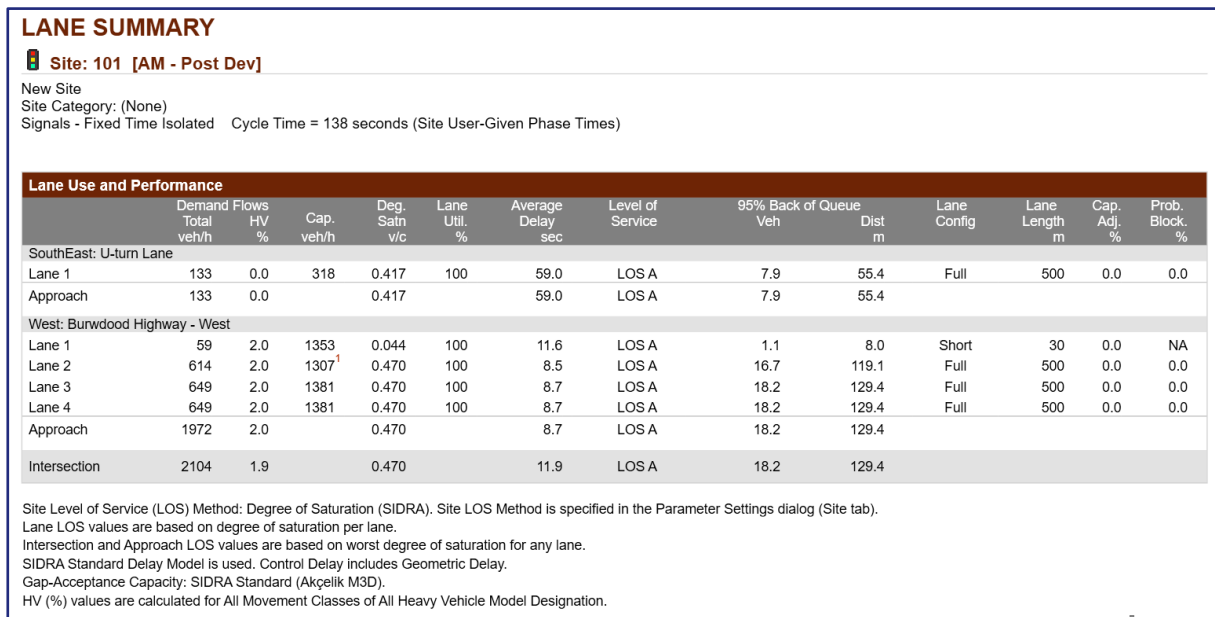 LANE SUMMARY
Site: 101 [AM - Post Dev]
New Site
Site Category: (None)
Signals - Fixed Time Isolated Cycle Time = 138 seconds (Site User-Given Phase Times)
Lane Use and Performance
Demand Flows Deg. Lane Average Level of 95% Back of Queue Lane Lane Cap. Prob.
Total HV Cap. Satn Util. Delay Service Veh Dist Config Length Adj. Block.
veh/h % veh/h v/c % sec m m % %
SouthEast: U-turn Lane
Lane 1 133 0.0 318 0.417 100 59.0 LOS A 7.9 55.4 Full 500 0.0 0.0
Approach 133 0.0 0.417 59.0 LOS A 7.9 55.4
West: Burwdood Highway - West
Lane 1 59 2.0 1353 0.044 100 11.6 LOS A 1.1 8.0 Short 30 0.0 NA
Lane 2 614 2.0 1307 1 0.470 100 8.5 LOS A 16.7 119.1 Full 500 0.0 0.0
Lane 3 649 2.0 1381 0.470 100 8.7 LOS A 18.2 129.4 Full 500 0.0 0.0
Lane 4 649 2.0 1381 0.470 100 8.7 LOS A 18.2 129.4 Full 500 0.0 0.0
Approach 1972 2.0 0.470 8.7 LOS A 18.2 129.4
Intersection 2104 1.9 0.470 11.9 LOS A 18.2 129.4
Site Level of Service (LOS) Method: Degree of Saturation (SIDRA). Site LOS Method is specified in the Parameter Settings dialog (Site tab).
Lane LOS values are based on degree of saturation per lane.
Intersection and Approach LOS values are based on worst degree of saturation for any lane.
SIDRA Standard Delay Model is used. Control Delay includes Geometric Delay.
Gap-Acceptance Capacity: SIDRA Standard (Akçelik M3D).
HV (%) values are calculated for All Movement Classes of All Heavy Vehicle Model Designation.